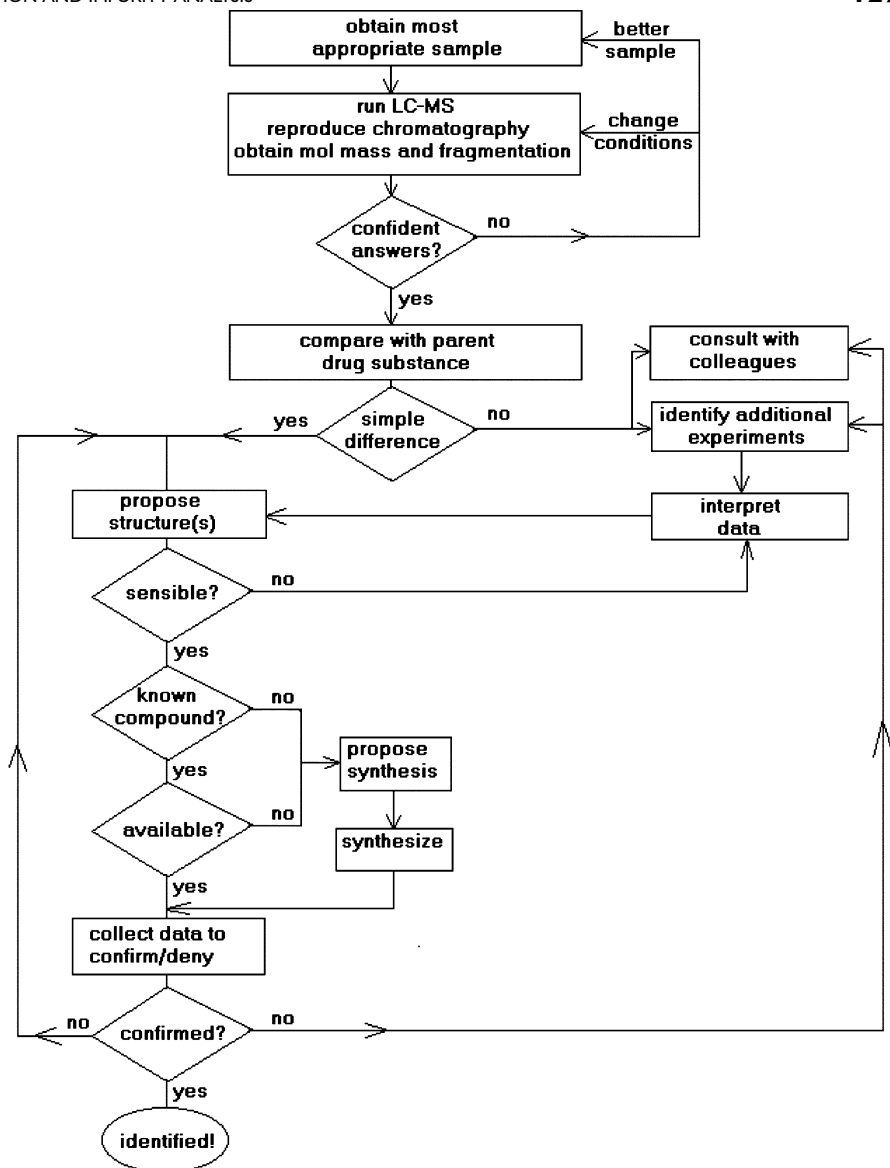 obtain most
appropriate sample
better
sample
run LC-MS
reproduce chromatography
obtain mol mass and fragmentation
change
conditions
confident
answers?
no
yes
compare with parent
drug substance
consult with
colleagues
simple
difference
yes
no
identify additional
experiments
propose
structure(s)
interpret
data
sensible?
no
yes
known
compound?
no
propose
synthesis
yes
available?
no
synthesize
yes
collect data to
confirm/deny
no
confirmed?
no
yes
identified!